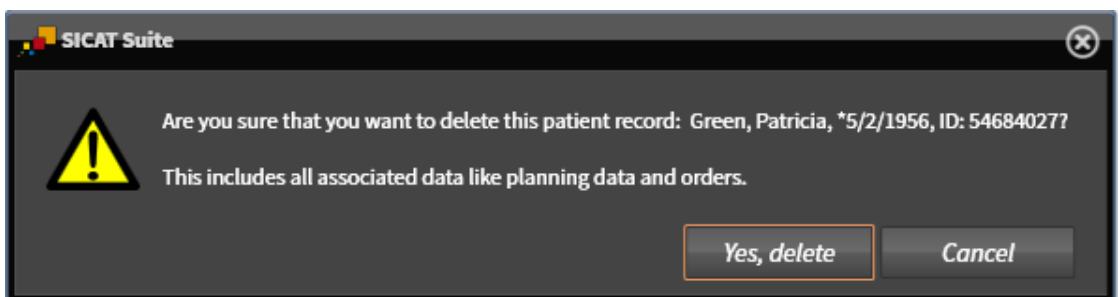 SICAT Suite
Are you sure that you want to delete this patient record: Green, Patricia, *5/2/1956, ID: 54684027?
This includes all associated data like planning data and orders.
Yes, delete
Cancel